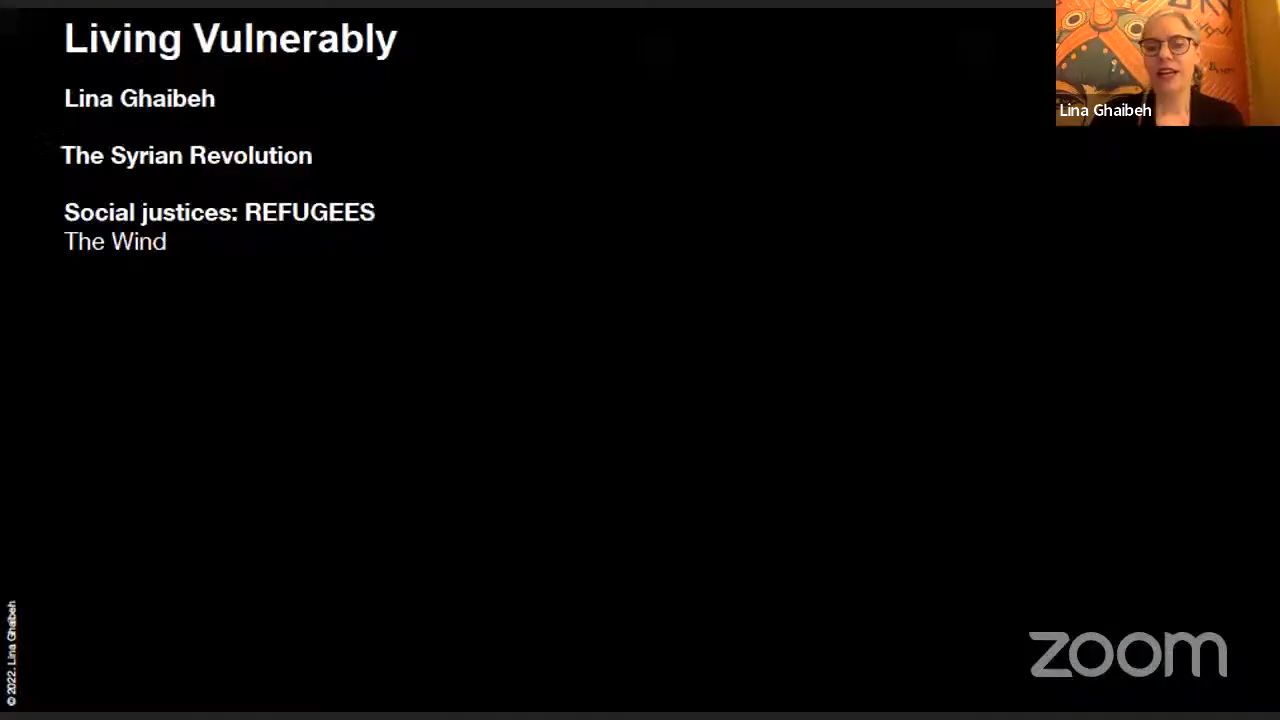 Living Vulnerably
Lina Ghaibeh
The Syrian Revolution
Social justices: REFUGEES
The Wind
Lina Ghaibeh
© 2022. Lina Ghaibeh
zoom